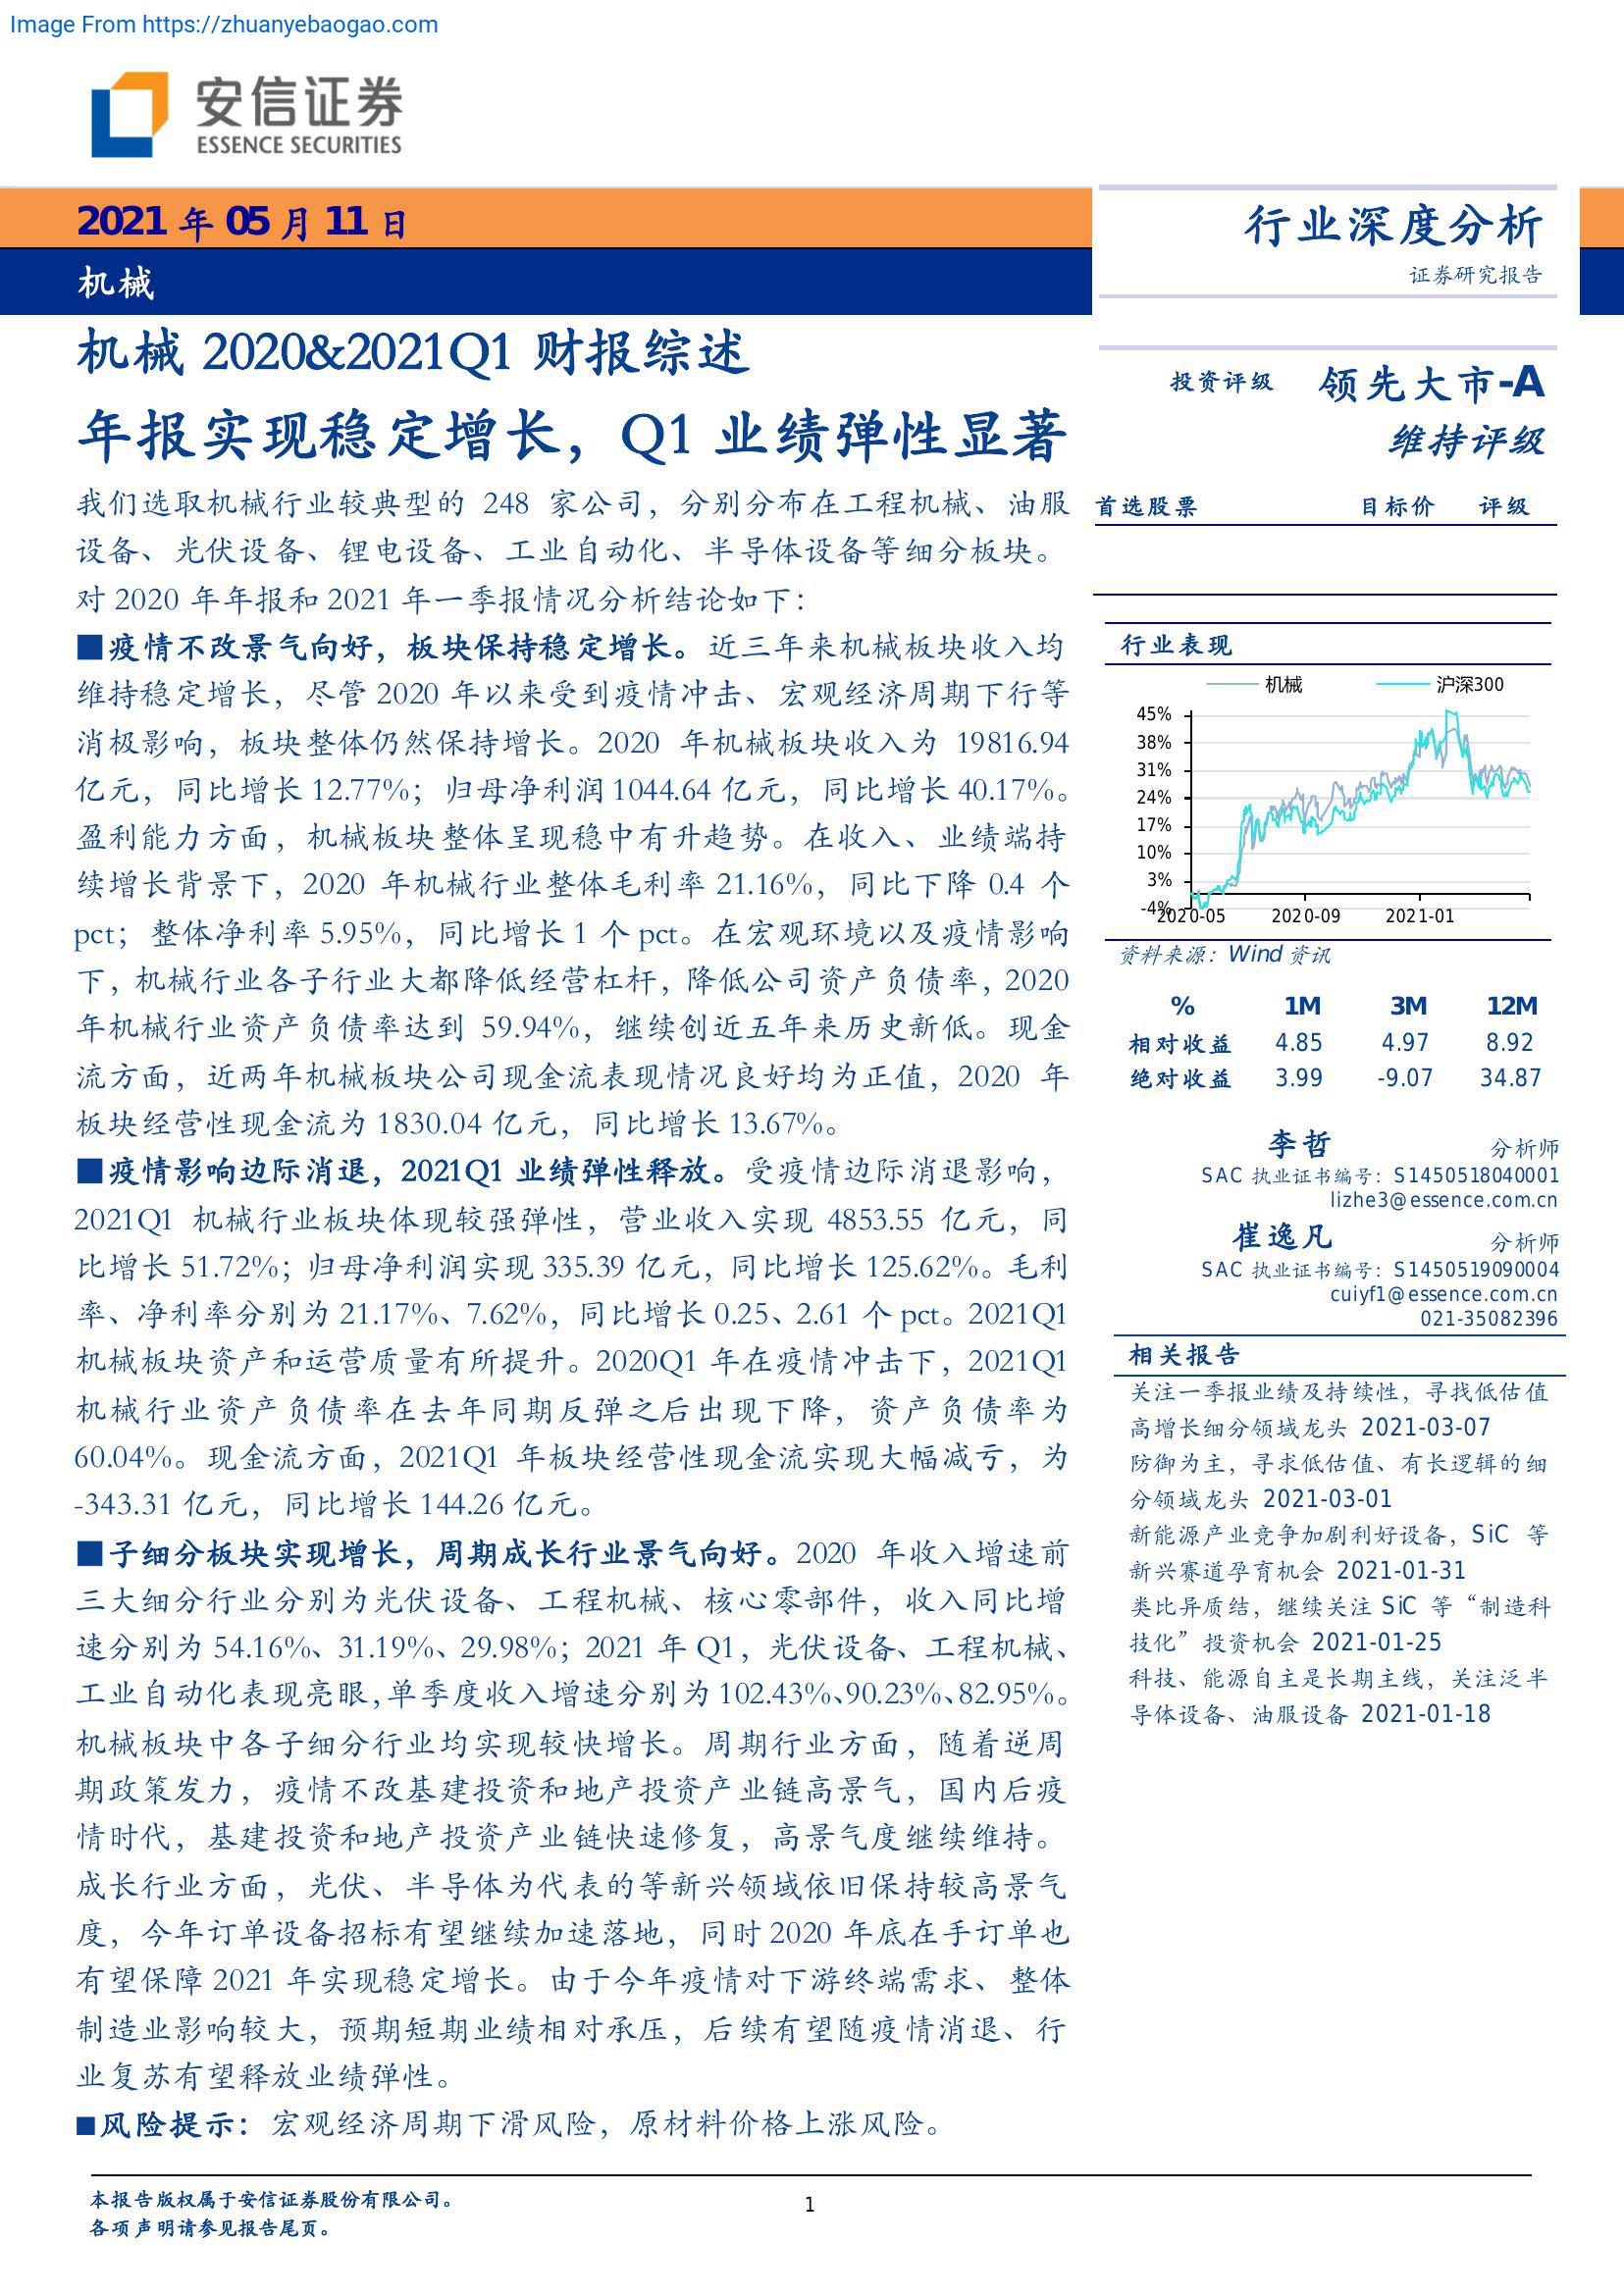 Image From https://zhuanyebaogao.com
安信证券
ESSENCE SECURITIES
2021 年 05 月 11 日
机械
机械 2020&2021Q1 财报综述
年报实现稳定增长，Q1 业绩弹性显著
我们选取机械行业较典型的 248 家公司，分别分布在工程机械、油服
设备、光伏设备、锂电设备、工业自动化、半导体设备等细分板块。
对 2020 年年报和 2021 年一季报情况分析结论如下：
■疫情不改景气向好，板块保持稳定增长。近三年来机械板块收入均
维持稳定增长，尽管 2020 年以来受到疫情冲击、宏观经济周期下行等
消极影响，板块整体仍然保持增长。2020 年机械板块收入为 19816.94
亿元，同比增长 12.77%；归母净利润 1044.64 亿元，同比增长 40.17%。
盈利能力方面，机械板块整体呈现稳中有升趋势。在收入、业绩端持
续增长背景下，2020 年机械行业整体毛利率 21.16%，同比下降 0.4 个
pct；整体净利率 5.95%，同比增长 1 个 pct。在宏观环境以及疫情影响
下，机械行业各子行业大都降低经营杠杆，降低公司资产负债率，2020
年机械行业资产负债率达到 59.94%，继续创近五年来历史新低。现金
流方面，近两年机械板块公司现金流表现情况良好均为正值，2020 年
板块经营性现金流为 1830.04 亿元，同比增长 13.67%。
■疫情影响边际消退，2021Q1 业绩弹性释放。受疫情边际消退影响，
2021Q1 机械行业板块体现较强弹性，营业收入实现 4853.55 亿元，同
比增长 51.72%；归母净利润实现 335.39 亿元，同比增长 125.62%。毛利
率、净利率分别为 21.17%、7.62%，同比增长 0.25、2.61 个 pct。2021Q1
机械板块资产和运营质量有所提升。2020Q1 年在疫情冲击下，2021Q1
机械行业资产负债率在去年同期反弹之后出现下降，资产负债率为
60.04%。现金流方面，2021Q1 年板块经营性现金流实现大幅减亏，为
-343.31 亿元，同比增长 144.26 亿元。
■子细分板块实现增长，周期成长行业景气向好。2020 年收入增速前
三大细分行业分别为光伏设备、工程机械、核心零部件，收入同比增
速分别为 54.16%、31.19%、29.98%；2021 年 Q1，光伏设备、工程机械、
工业自动化表现亮眼，单季度收入增速分别为 102.43%、90.23%、82.95%。
机械板块中各子细分行业均实现较快增长。周期行业方面，随着逆周
期政策发力，疫情不改基建投资和地产投资产业链高景气，国内后疫
情时代，基建投资和地产投资产业链快速修复，高景气度继续维持。
成长行业方面，光伏、半导体为代表的等新兴领域依旧保持较高景气
度，今年订单设备招标有望继续加速落地，同时 2020 年底在手订单也
有望保障 2021 年实现稳定增长。由于今年疫情对下游终端需求、整体
制造业影响较大，预期短期业绩相对承压，后续有望随疫情消退、行
业复苏有望释放业绩弹性。
■风险提示：宏观经济周期下滑风险，原材料价格上涨风险。
行业深度分析
证券研究报告
投资评级 领先大市-A
维持评级
首选股票 目标价 评级
行业表现
机械 沪深300
45%
38%
31%
24%
17%
10%
3%
-4%
2020-05 2020-09 2021-01
资料来源：Wind 资讯
% 1M 3M 12M
相对收益 4.85 4.97 8.92
绝对收益 3.99 -9.07 34.87
李哲 分析师
SAC 执业证书编号：S1450518040001
lizhe3@essence.com.cn
崔逸凡 分析师
SAC 执业证书编号：S1450519090004
cuiyf1@essence.com.cn
021-35082396
相关报告
关注一季报业绩及持续性，寻找低估值
高增长细分领域龙头 2021-03-07
防御为主，寻求低估值、有长逻辑的细
分领域龙头 2021-03-01
新能源产业竞争加剧利好设备，SiC 等
新兴赛道孕育机会 2021-01-31
类比异质结，继续关注 SiC 等“制造科
技化”投资机会 2021-01-25
科技、能源自主是长期主线，关注泛半
导体设备、油服设备 2021-01-18
本报告版权属于安信证券股份有限公司。
各项声明请参见报告尾页。
1